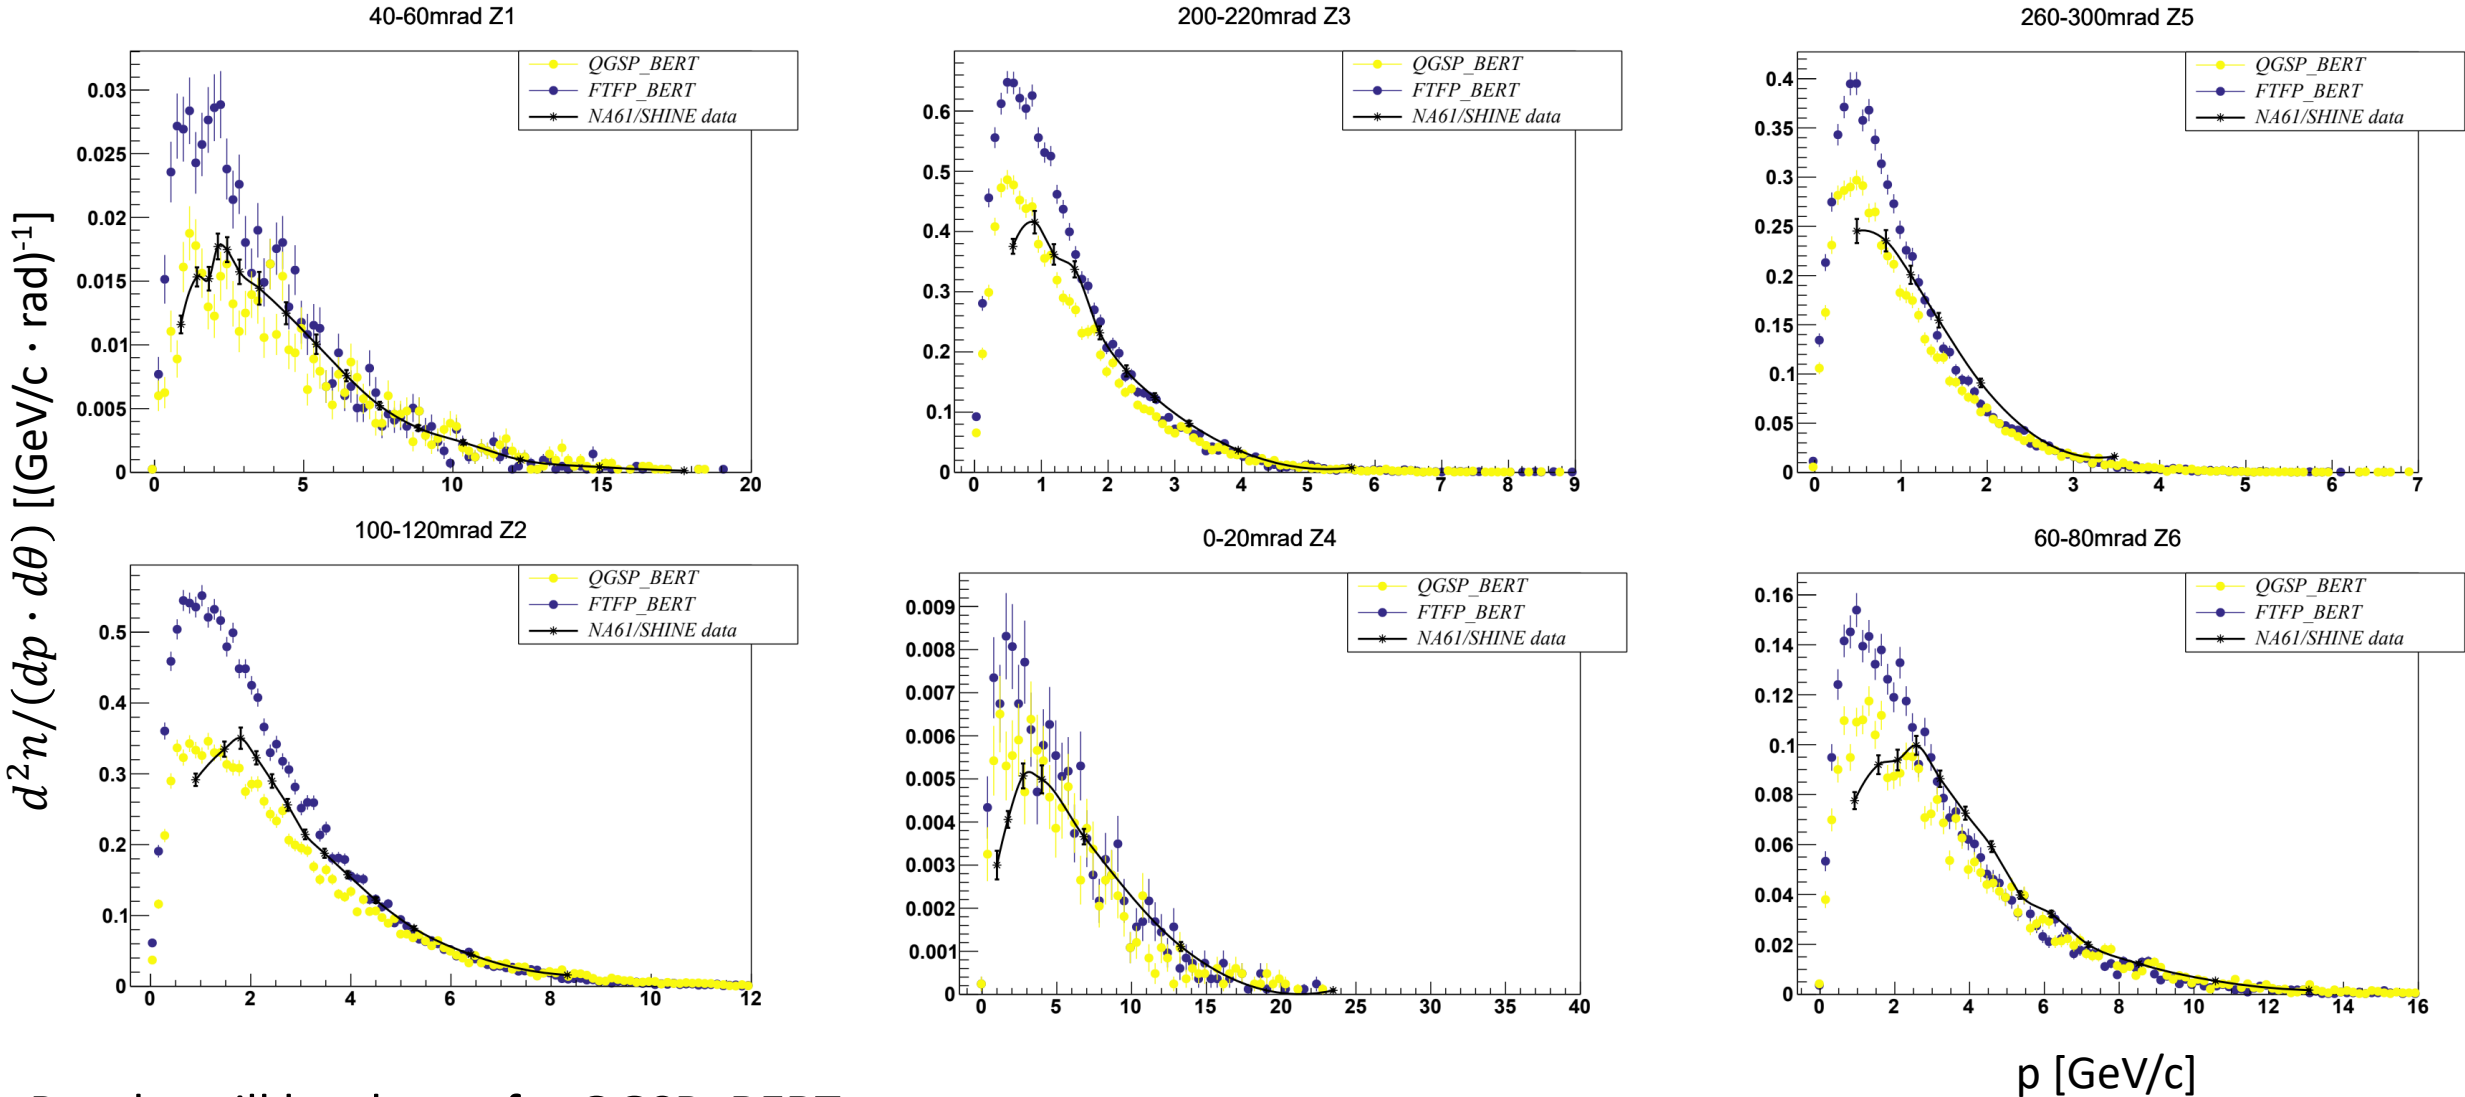 40-60mrad Z1
QGSP_BERT
FTFP_BERT
NA61/SHINE data
0.03
0.025
0.02
0.015
0.01
0.005
0
0 5 10 15 20
200-220mrad Z3
QGSP_BERT
FTFP_BERT
NA61/SHINE data
0.6
0.5
0.4
0.3
0.2
0.1
0
0 1 2 3 4 5 6 7 8 9
260-300mrad Z5
QGSP_BERT
FTFP_BERT
NA61/SHINE data
0.4
0.35
0.3
0.25
0.2
0.15
0.1
0.05
0
0 1 2 3 4 5 6 7
d²n/(dp · dθ) [(GeV/c · rad)⁻¹]
100-120mrad Z2
QGSP_BERT
FTFP_BERT
NA61/SHINE data
0.5
0.4
0.3
0.2
0.1
0
0 2 4 6 8 10 12
0-20mrad Z4
QGSP_BERT
FTFP_BERT
NA61/SHINE data
0.009
0.008
0.007
0.006
0.005
0.004
0.003
0.002
0.001
0
0 5 10 15 20 25 30 35 40
60-80mrad Z6
QGSP_BERT
FTFP_BERT
NA61/SHINE data
0.16
0.14
0.12
0.1
0.08
0.06
0.04
0.02
0
0 2 4 6 8 10 12 14 16
p [GeV/c]